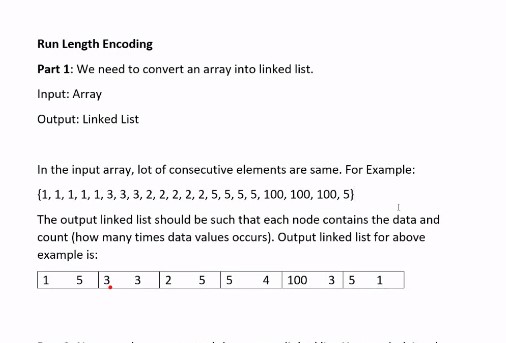 Run Length Encoding
Part 1: We need to convert an array into linked list.
Input: Array
Output: Linked List
In the input array, lot of consecutive elements are same. For Example:
{1, 1, 1, 1, 1, 3, 3, 3, 2, 2, 2, 2, 2, 5, 5, 5, 5, 100, 100, 100, 5}
The output linked list should be such that each node contains the data and
count (how many times data values occurs). Output linked list for above
example is:
1 5 3 3 2 5 5 4 100 3 5 1